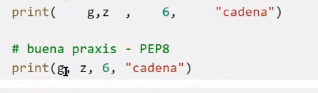 print(    g,z  ,    6,     "cadena")
# buena praxis - PEP8
print(g, z, 6, "cadena")